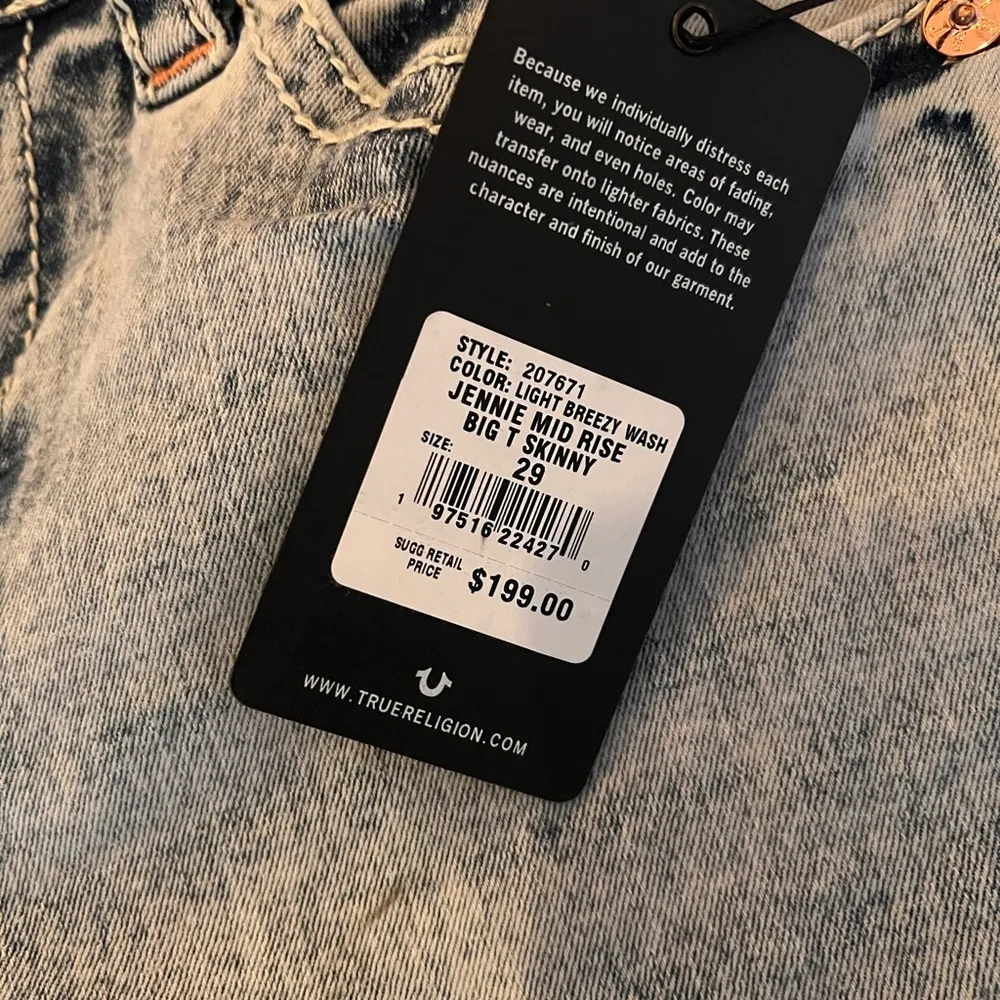 Because we individually distress each
item, you will notice areas of fading,
wear, and even holes. Color may
transfer onto lighter fabrics. These
nuances are intentional and add to the
character and finish of our garment.
STYLE: 207671
COLOR: LIGHT BREEZY WASH
JENNIE MID RISE
BIG T SKINNY
SIZE: 29
1 97516 22427 0
SUGG RETAIL
PRICE $199.00
WWW.TRUERELIGION.COM